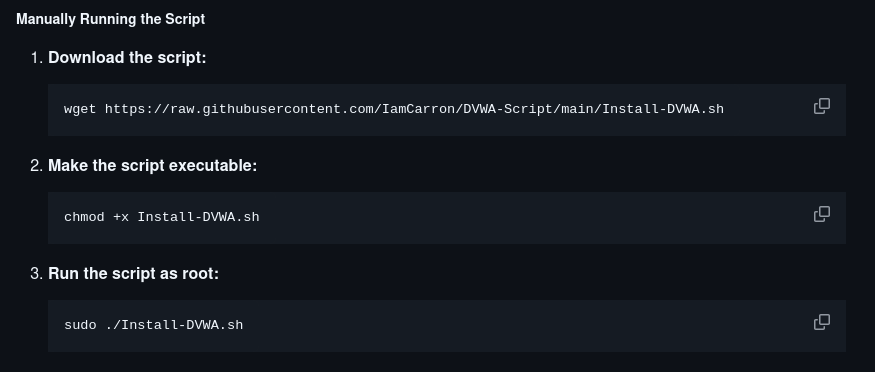 Manually Running the Script
1. Download the script:
wget https://raw.githubusercontent.com/IamCarron/DVWA-Script/main/Install-DVWA.sh
2. Make the script executable:
chmod +x Install-DVWA.sh
3. Run the script as root:
sudo ./Install-DVWA.sh